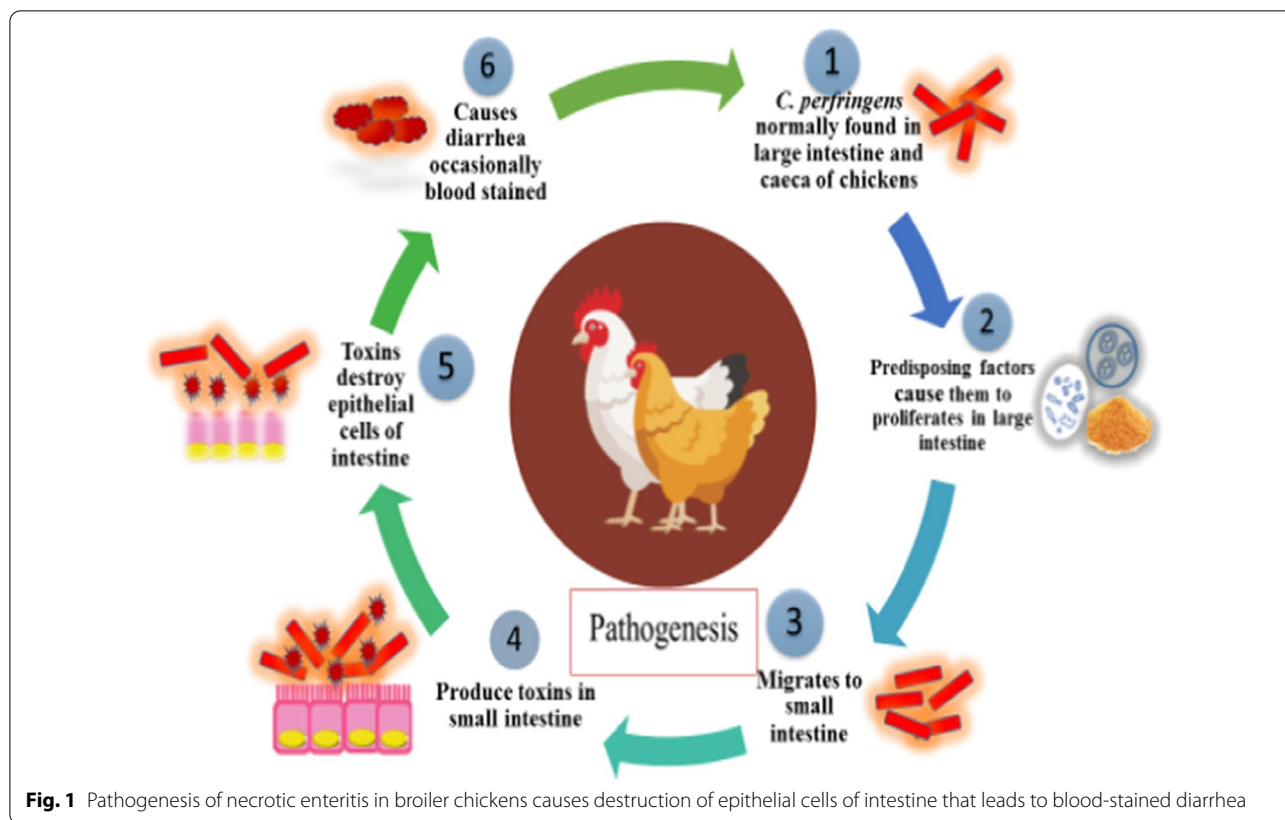 6
Causes
diarrhea
occasionally
blood stained
1
C. perfringens
normally found in
large intestine and
caeca of chickens
2
Predisposing factors
cause them to
proliferates in large
intestine
3
Migrates to
small
intestine
4
Produce toxins in
small intestine
5
Toxins
destroy
epithelial
cells of
intestine
Pathogenesis
Fig. 1 Pathogenesis of necrotic enteritis in broiler chickens causes destruction of epithelial cells of intestine that leads to blood-stained diarrhea